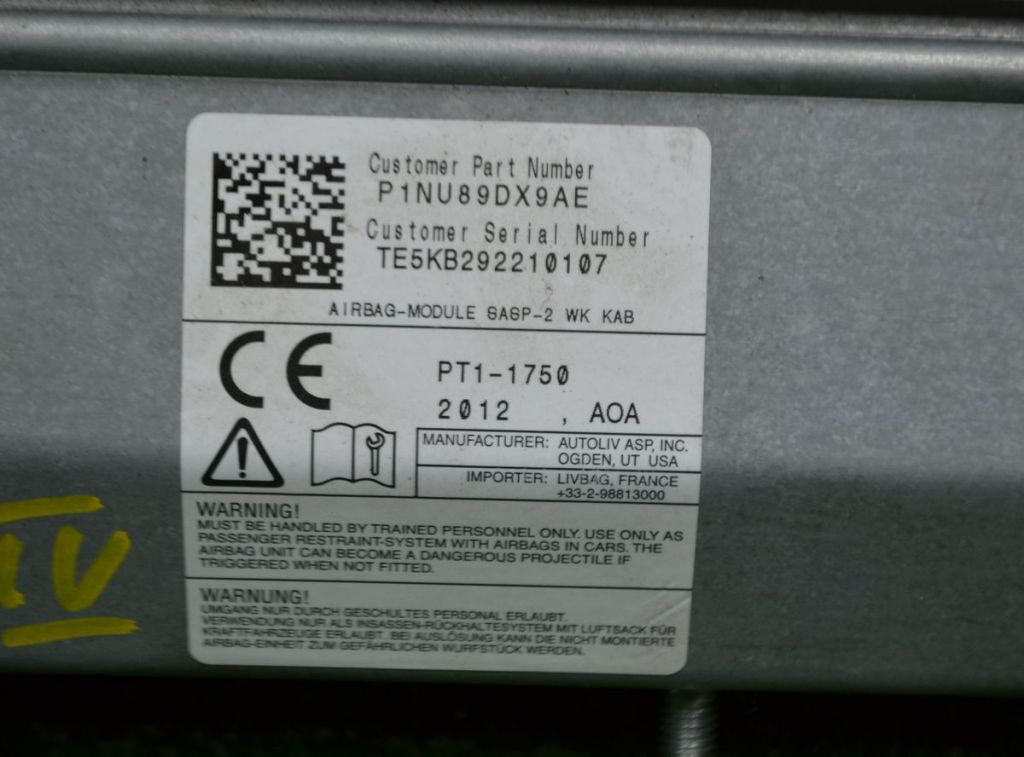 Customer Part Number
P1NU89DX9AE
Customer Serial Number
TE5KB292210107
AIRBAG-MODULE SASP-2 WK KAB
CE
PT1-1750
2012 , AOA
MANUFACTURER: AUTOLIV ASP, INC.
OGDEN, UT USA
IMPORTER: LIVBAG, FRANCE
+33-2-98813000
WARNING!
MUST BE HANDLED BY TRAINED PERSONNEL ONLY. USE ONLY AS
PASSENGER RESTRAINT-SYSTEM WITH AIRBAGS IN CARS. THE
AIRBAG UNIT CAN BECOME A DANGEROUS PROJECTILE IF
TRIGGERED WHEN NOT FITTED.
WARNUNG!
UMGANG NUR DURCH GESCHULTES PERSONAL ERLAUBT.
VERWENDUNG NUR ALS INSASSEN-RÜCKHALTESYSTEM MIT LUFTSACK FÜR
KRAFTFAHRZEUGE ERLAUBT. BEI AUSLÖSUNG KANN DIE NICHT MONTIERTE
AIRBAG-EINHEIT ZUM GEFÄHRLICHEN WURFSTÜCK WERDEN.